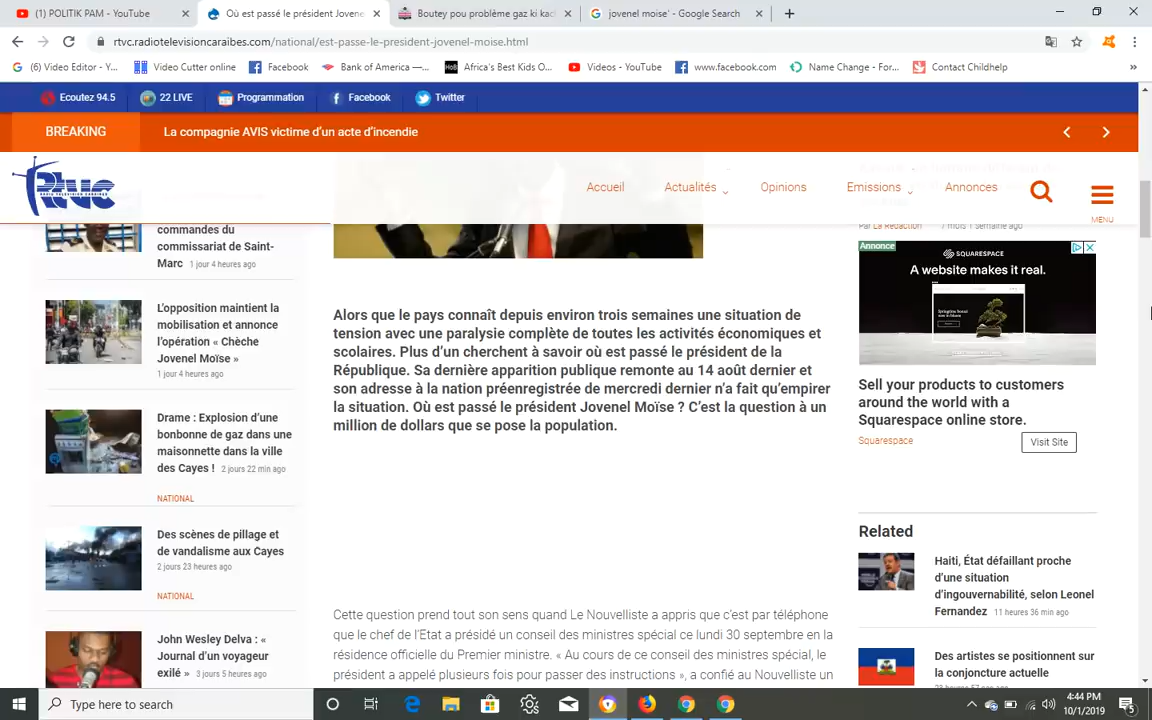 (1) POLITIK PAM - YouTube
Où est passé le président Jovene
Boutey pou problème gaz ki kac
jovenel moise' - Google Search
rtvc.radiotelevisioncaraibes.com/national/est-passe-le-president-jovenel-moise.html
(6) Video Editor - Y...
Video Cutter online
Facebook
Bank of America —...
Africa's Best Kids O...
Videos - YouTube
www.facebook.com
Name Change - For...
Contact Childhelp
Ecoutez 94.5
22 LIVE
Programmation
Facebook
Twitter
BREAKING
La compagnie AVIS victime d'un acte d'incendie
Rtvc
Accueil
Actualités
Opinions
Emissions
Annonces
MENU
commandes du
commissariat de Saint-
Marc 1 jour 4 heures ago
L'opposition maintient la
mobilisation et annonce
l'opération « Chèche
Jovenel Moïse »
1 jour 4 heures ago
Drame : Explosion d'une
bonbonne de gaz dans une
maisonnette dans la ville
des Cayes ! 2 jours 22 min ago
NATIONAL
Des scènes de pillage et
de vandalisme aux Cayes
2 jours 23 heures ago
NATIONAL
John Wesley Delva : «
Journal d'un voyageur
exilé » 3 jours 5 heures ago
Alors que le pays connaît depuis environ trois semaines une situation de
tension avec une paralysie complète de toutes les activités économiques et
scolaires. Plus d'un cherchent à savoir où est passé le président de la
République. Sa dernière apparition publique remonte au 14 août dernier et
son adresse à la nation préenregistrée de mercredi dernier n'a fait qu'empirer
la situation. Où est passé le président Jovenel Moïse ? C'est la question à un
million de dollars que se pose la population.
Cette question prend tout son sens quand Le Nouvelliste a appris que c'est par téléphone
que le chef de l'Etat a présidé un conseil des ministres spécial ce lundi 30 septembre en la
résidence officielle du Premier ministre. « Au cours de ce conseil des ministres spécial, le
président a appelé plusieurs fois pour passer des instructions », a confié au Nouvelliste un
Par La Rédaction 7 mois 1 semaine ago
Annonce
SQUARESPACE
A website makes it real.
Sell your products to customers
around the world with a
Squarespace online store.
Squarespace
Visit Site
Related
Haiti, État défaillant proche
d'une situation
d'ingouvernabilité, selon Leonel
Fernandez 11 heures 36 min ago
Des artistes se positionnent sur
la conjoncture actuelle
Type here to search
4:44 PM
10/1/2019
5